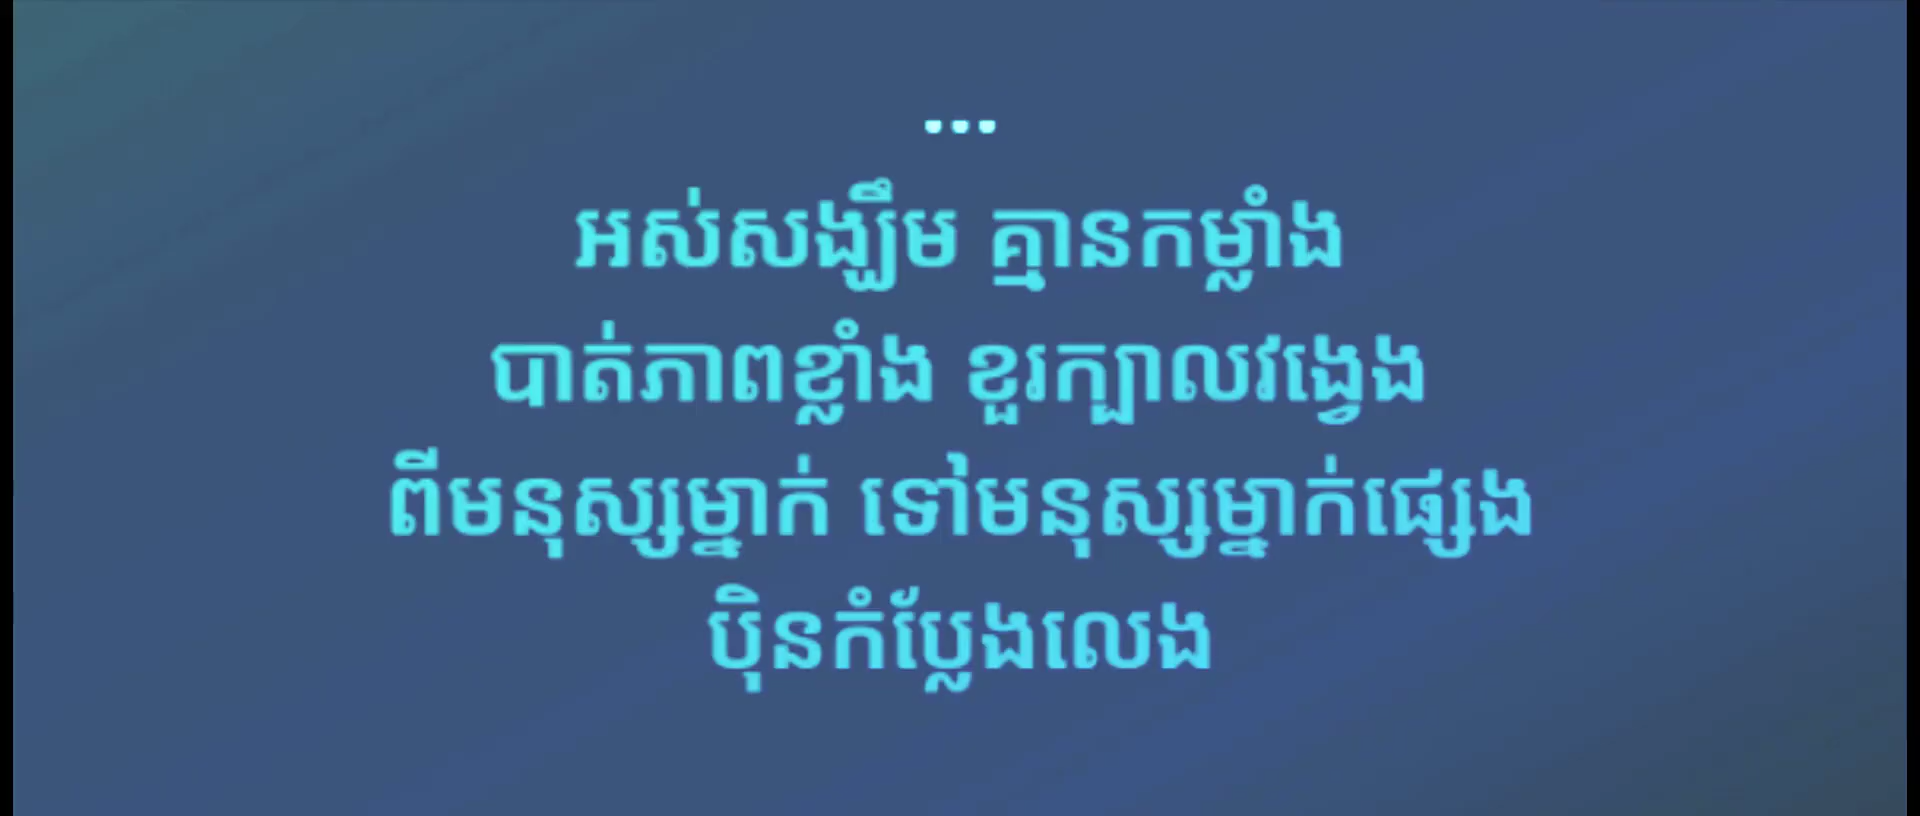 ...
អស់សង្ឃឹម គ្មានកម្លាំង
បាត់ភាពខ្លាំង ខួរក្បាលវង្វេង
ពីមនុស្សម្នាក់ ទៅមនុស្សម្នាក់ផ្សេង
ប៉ិនកំប្លែងលេង